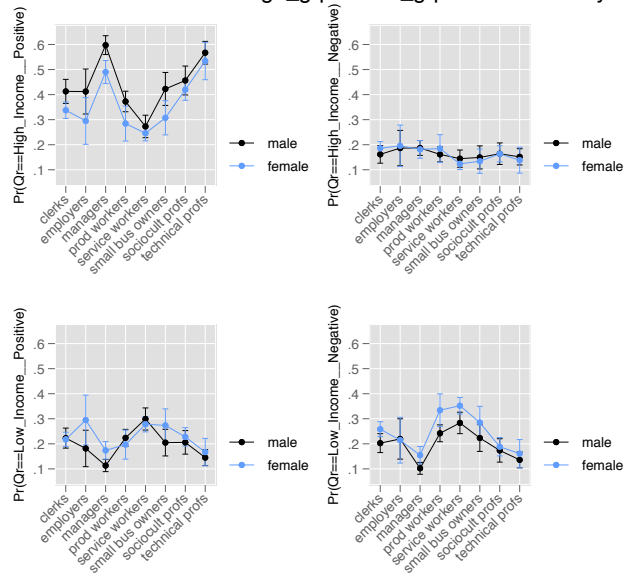 Pr(Qr==High_Income__Positive)
.6
.5
.4
.3
.2
.1
clerks
employers
managers
prod workers
service workers
small bus owners
sociocult profs
technical profs
male
female
Pr(Qr==High_Income__Negative)
.6
.5
.4
.3
.2
.1
clerks
employers
managers
prod workers
service workers
small bus owners
sociocult profs
technical profs
male
female
Pr(Qr==Low_Income__Positive)
.6
.5
.4
.3
.2
.1
clerks
employers
managers
prod workers
service workers
small bus owners
sociocult profs
technical profs
male
female
Pr(Qr==Low_Income__Negative)
.6
.5
.4
.3
.2
.1
clerks
employers
managers
prod workers
service workers
small bus owners
sociocult profs
technical profs
male
female